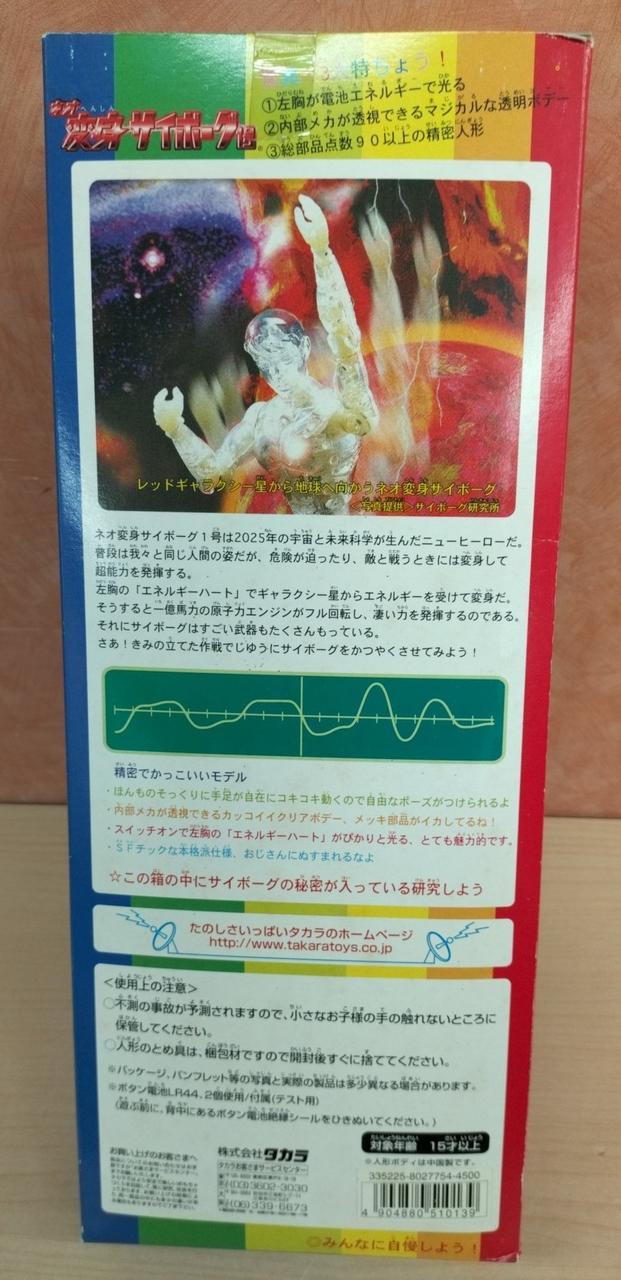 3大特ちょう!
①左胸が電池エネルギーで光る
②内部メカが透視できるマジカルな透明ボデー
③総部品点数90以上の精密人形
ネオ変身サイボーグ1号
レッドギャラクシー星から地球へ向かうネオ変身サイボーグ
<写真提供>サイボーグ研究所
ネオ変身サイボーグ1号は2025年の宇宙と未来科学が生んだニューヒーローだ。
普段は我々と同じ人間の姿だが、危険が迫ったり、敵と戦うときには変身して
超能力を発揮する。
左胸の「エネルギーハート」でギャラクシー星からエネルギーを受けて変身だ。
そうすると一億馬力の原子力エンジンがフル回転し、凄い力を発揮するのである。
それにサイボーグはすごい武器もたくさんもっている。
さあ!きみの立てた作戦でじゆうにサイボーグをかつやくさせてみよう!
精密でかっこいいモデル
・ほんものそっくりに手足が自在にコキコキ動くので自由なポーズがつけられるよ
・内部メカが透視できるカッコイイクリアボデー、メッキ部品がイカしてるね!
・スイッチオンで左胸の「エネルギーハート」がぴかりと光る、とても魅力的です。
・SFチックな本格派仕様、おじさんにぬすまれるなよ
☆この箱の中にサイボーグの秘密が入っている研究しよう
たのしさいっぱいタカラのホームページ
http://www.takaratoys.co.jp
<使用上の注意>
○不測の事故が予測されますので、小さなお子様の手の触れないところに
保管してください。
○人形のとめ具は、梱包材ですので開封後すぐに捨ててください。
※パッケージ、パンフレット等の写真と実際の製品は多少異なる場合があります。
※ボタン電池LR44、2個使用/付属(テスト用)
(遊ぶ前に、背中にあるボタン電池絶縁シールをひきぬいてください。)
お買い上げのお客さまへ
株式会社タカラ
タカラお客さまサービスセンター
(03)3602-3030
(06)339-6673
対象年齢 15才以上
※人形ボディは中国製です。
335225-8027754-4500
4 904880 510139
◎みんなに自慢しよう!